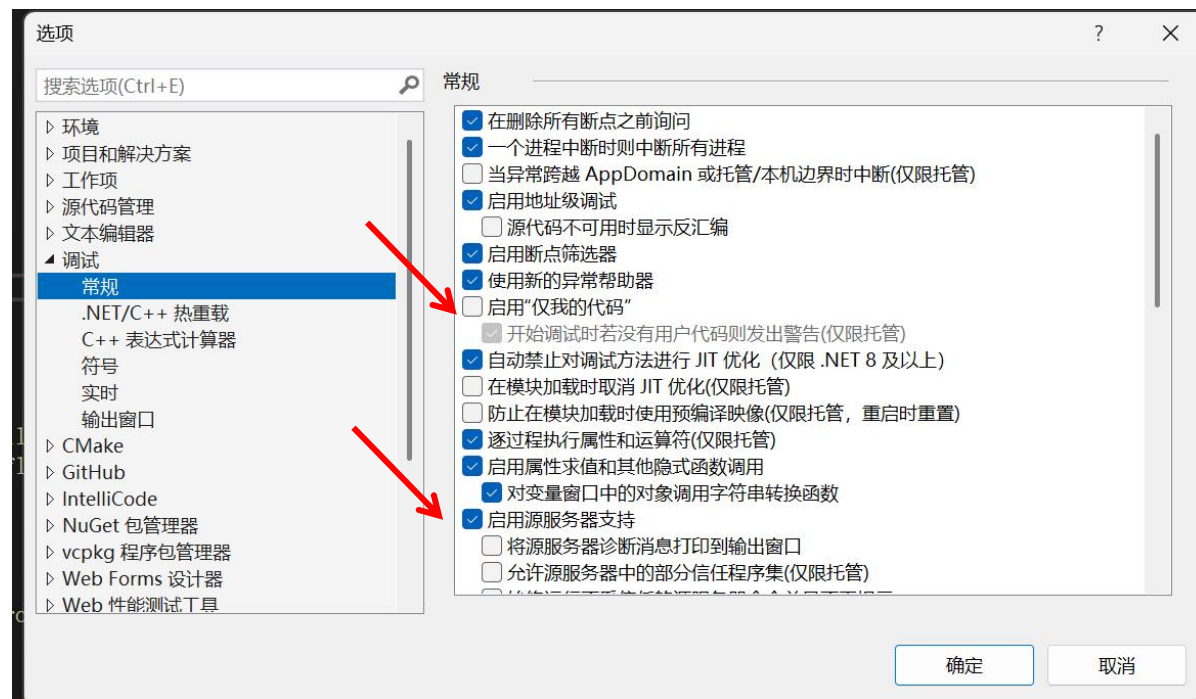 选项
?
搜索选项(Ctrl+E)
环境
项目和解决方案
工作项
源代码管理
文本编辑器
调试
常规
.NET/C++ 热重载
C++ 表达式计算器
符号
实时
输出窗口
CMake
GitHub
IntelliCode
NuGet 包管理器
vcpkg 程序包管理器
Web Forms 设计器
Web 性能测试工具
常规
在删除所有断点之前询问
一个进程中断时则中断所有进程
当异常跨越 AppDomain 或托管/本机边界时中断(仅限托管)
启用地址级调试
源代码不可用时显示反汇编
启用断点筛选器
使用新的异常帮助器
启用“仅我的代码”
开始调试时若没有用户代码则发出警告(仅限托管)
自动禁止对调试方法进行 JIT 优化（仅限 .NET 8 及以上）
在模块加载时取消 JIT 优化(仅限托管)
防止在模块加载时使用预编译映像(仅限托管，重启时重置)
逐过程执行属性和运算符(仅限托管)
启用属性求值和其他隐式函数调用
对变量窗口中的对象调用字符串转换函数
启用源服务器支持
将源服务器诊断消息打印到输出窗口
允许源服务器中的部分信任程序集(仅限托管)
确定
取消